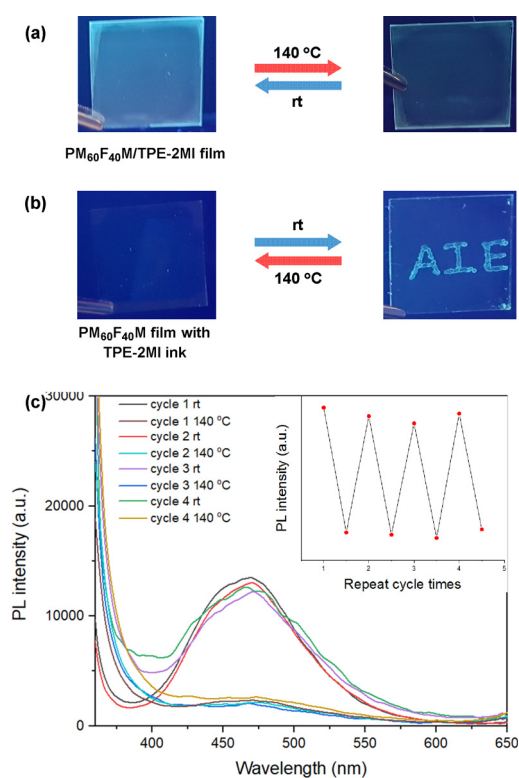 (a)
140 °C
rt
PM60F40M/TPE-2MI film
(b)
rt
140 °C
AIE
PM60F40M film with
TPE-2MI ink
(c)
30000
20000
10000
0
PL intensity (a.u.)
cycle 1 rt
cycle 1 140 °C
cycle 2 rt
cycle 2 140 °C
cycle 3 rt
cycle 3 140 °C
cycle 4 rt
cycle 4 140 °C
PL intensity (a.u.)
1 2 3 4 5
Repeat cycle times
400 450 500 550 600 650
Wavelength (nm)